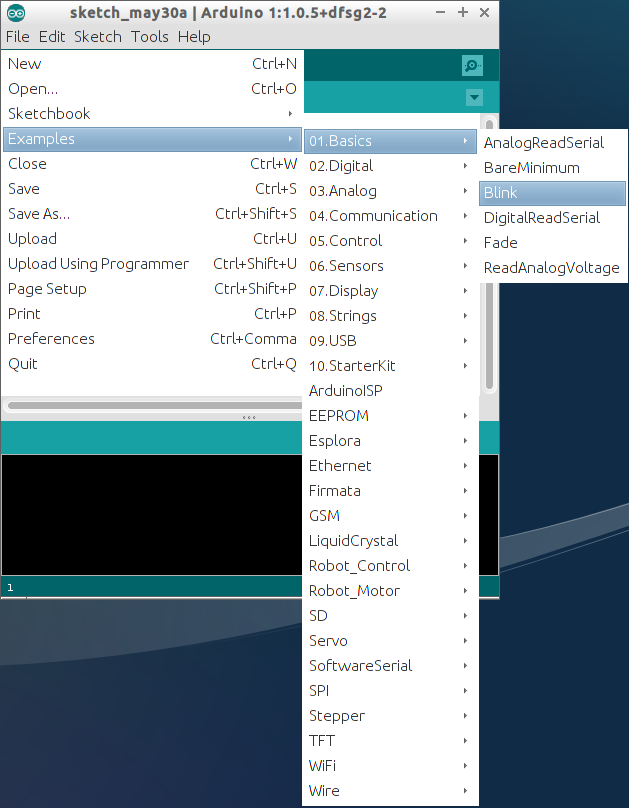 sketch_may30a | Arduino 1:1.0.5+dfsg2-2
File Edit Sketch Tools Help
New Ctrl+N
Open... Ctrl+O
Sketchbook
Examples
Close Ctrl+W
Save Ctrl+S
Save As... Ctrl+Shift+S
Upload Ctrl+U
Upload Using Programmer Ctrl+Shift+U
Page Setup Ctrl+Shift+P
Print Ctrl+P
Preferences Ctrl+Comma
Quit Ctrl+Q
01.Basics
02.Digital
03.Analog
04.Communication
05.Control
06.Sensors
07.Display
08.Strings
09.USB
10.StarterKit
ArduinoISP
EEPROM
Esplora
Ethernet
Firmata
GSM
LiquidCrystal
Robot_Control
Robot_Motor
SD
Servo
SoftwareSerial
SPI
Stepper
TFT
WiFi
Wire
AnalogReadSerial
BareMinimum
Blink
DigitalReadSerial
Fade
ReadAnalogVoltage
1